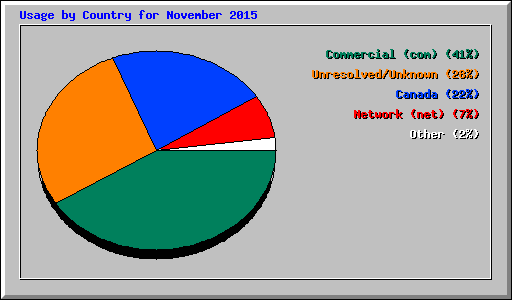 Usage by Country for November 2015
Commercial (com) (41%)
Unresolved/Unknown (28%)
Canada (22%)
Network (net) (7%)
Other (2%)